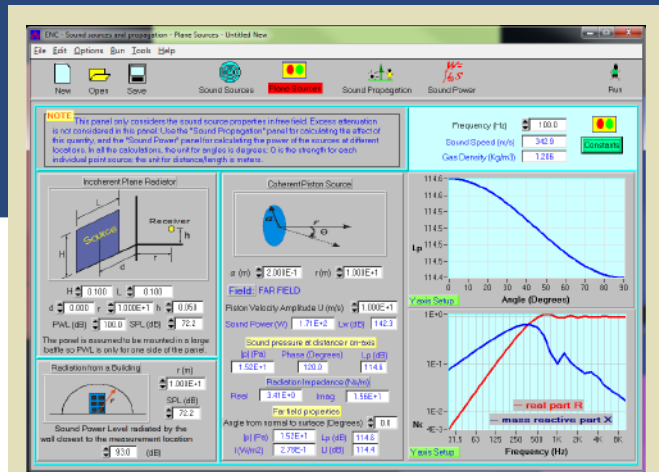 ENC - Sound sources and propagation - Plane Sources - Untitled New
File Edit Options Run Tools Help
New Open Save Sound Sources Plane Sources Sound Propagation Sound Power Run
NOTE This panel only considers the sound source properties in free field. Excess attenuation
is not considered in this panel. Use the "Sound Propagation" panel for calculating the effect of
this quantity, and the "Sound Power" panel for calculating the power of the sources at different
locations. In all the calculations, the unit for angles is degrees; Q is the strength for each
individual point source; the unit for distance/length is meters.
Frequency (Hz) 100.0
Sound Speed (m/s) 342.9
Gas Density (Kg/m3) 1.206
Constants
Incoherent Plane Radiator
L
H
Source
Receiver
h
d
r
H 0.100 L 0.100
d 0.000 r 1.000E+1 h 0.050
PWL (dB) 100.0 SPL (dB) 72.2
The panel is assumed to be mounted in a large
baffle so PWL is only for one side of the panel.
Radiation from a Building
r (m)
1.000E+1
SPL (dB)
72.2
r
Sound Power Level radiated by the
wall closest to the measurement location
93.0 (dB)
Coherent Piston Source
a
r
θ
a (m) 2.000E-1 r(m) 1.000E+1
Field: FAR FIELD
Piston Velocity Amplitude U (m/s) 1.000E+1
Sound Power(W) 1.71E+2 Lw (dB) 142.3
Sound pressure at distance r on-axis
|p| (Pa) Phase (Degrees) Lp (dB)
1.52E+1 120.0 114.6
Radiation Impedance (Ns/m)
Real 3.41E+0 Imag 1.56E+1
Far field properties
Angle from normal to surface (Degrees) 0.0
|p| (Pa) 1.52E+1 Lp (dB) 114.6
I (W/m2) 2.78E-1 LI (dB) 114.4
114.6
114.5
114.5
Lp 114.5
114.5
114.4
114.4
0 10 20 30 40 50 60 70 80 90
Y axis Setup Angle (Degrees)
1E+0
1E-1
1E-2
Ns 4E-3
real part R
mass reactive part X
31.5 63 125 250 500 1K 2K 4K 8K
Y axis Setup Frequency (Hz)